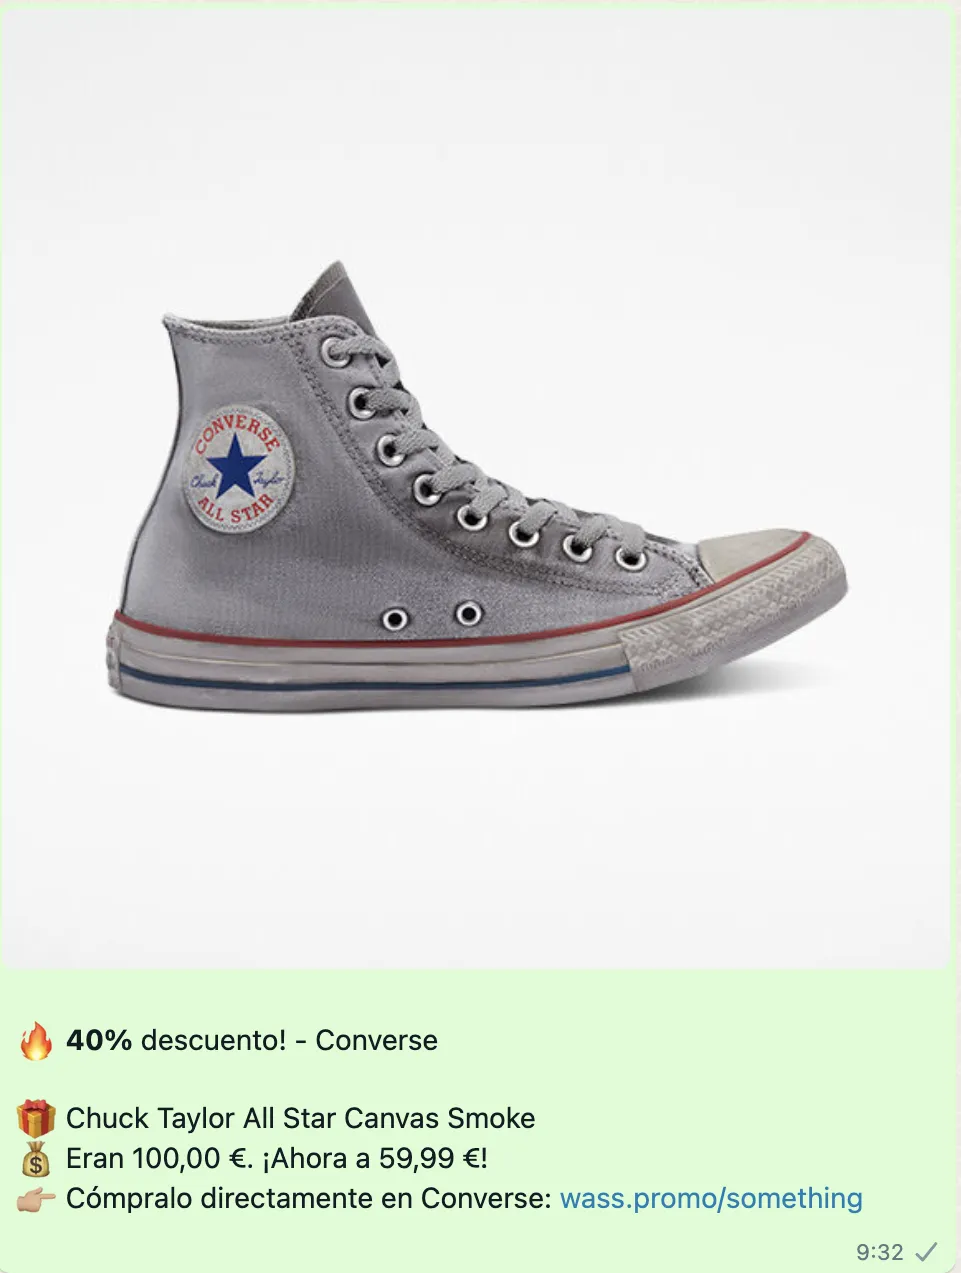 CONVERSE
Chuck Taylor
ALL STAR
🔥 40% descuento! - Converse
🎁 Chuck Taylor All Star Canvas Smoke
💰 Eran 100,00 €. ¡Ahora a 59,99 €!
👉🏼 Cómpralo directamente en Converse: wass.promo/something
9:32